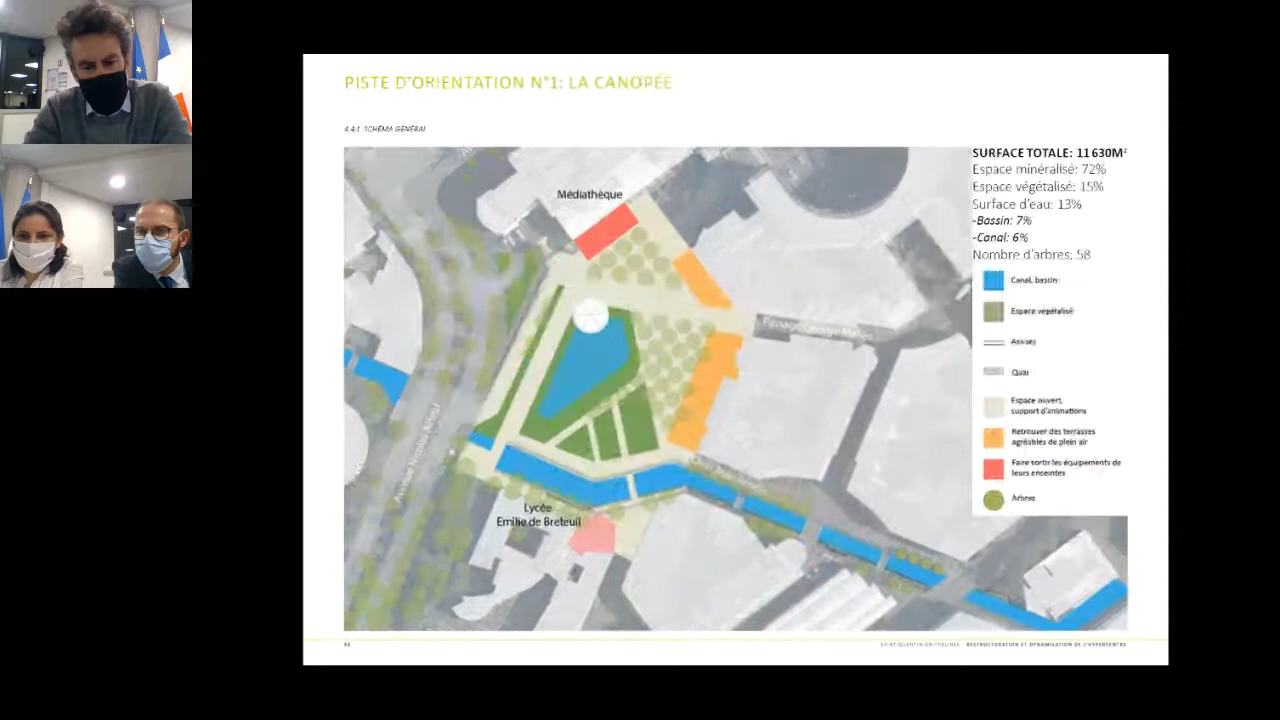 PISTE D'ORIENTATION N°1: LA CANOPÉE
4.4.1 SCHÉMA GÉNÉRAL
Médiathèque
Lycée
Emilie de Breteuil
SURFACE TOTALE: 11 630M²
Espace minéralisé: 72%
Espace végétalisé: 15%
Surface d'eau: 13%
-Bassin: 7%
-Canal: 6%
Nombre d'arbres: 58
Canal, bassin
Espace végétalisé
Assises
Quai
Espace ouvert,
support d'animations
Retrouver des terrasses
agréables de plein air
Faire sortir les équipements de
leurs enceintes
Arbres
SAINT-QUENTIN-EN-YVELINES RESTRUCTURATION ET DYNAMISATION DE L'HYPERCENTRE